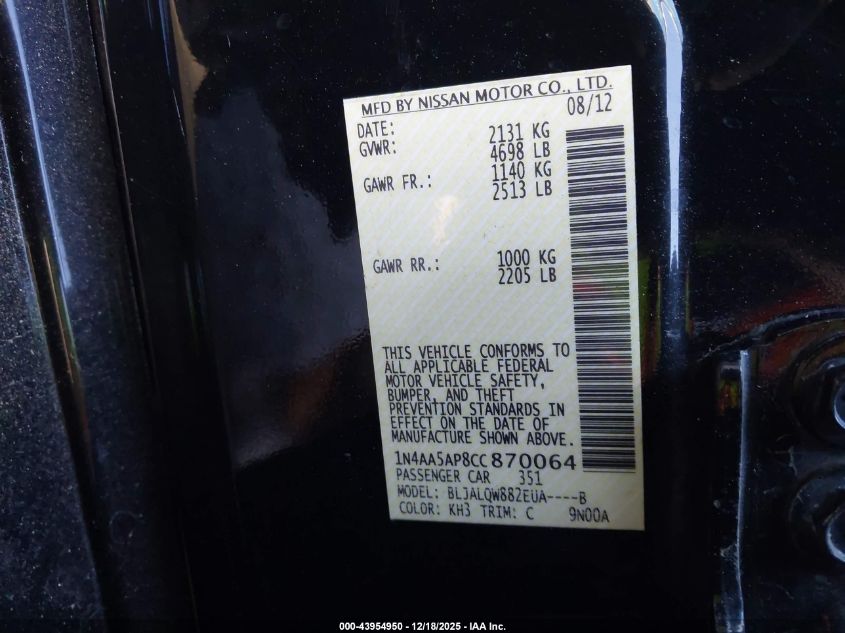 MFD BY NISSAN MOTOR CO., LTD.
DATE: 08/12
GVWR: 2131 KG
4698 LB
GAWR FR.: 1140 KG
2513 LB
GAWR RR.: 1000 KG
2205 LB
THIS VEHICLE CONFORMS TO
ALL APPLICABLE FEDERAL
MOTOR VEHICLE SAFETY,
BUMPER, AND THEFT
PREVENTION STANDARDS IN
EFFECT ON THE DATE OF
MANUFACTURE SHOWN ABOVE.
1N4AA5AP8CC870064
PASSENGER CAR 351
MODEL: BLJALQW882EUA----B
COLOR: KH3 TRIM: C 9N00A
000-43954950 - 12/18/2025 - IAA Inc.